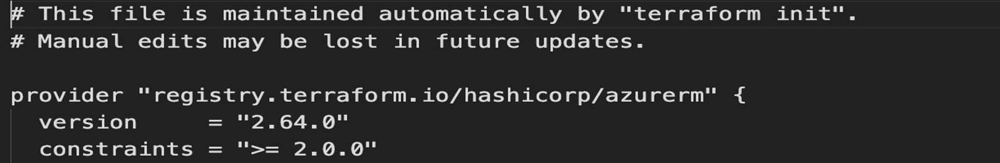 # This file is maintained automatically by "terraform init".
# Manual edits may be lost in future updates.

provider "registry.terraform.io/hashicorp/azurerm" {
  version     = "2.64.0"
  constraints = ">= 2.0.0"